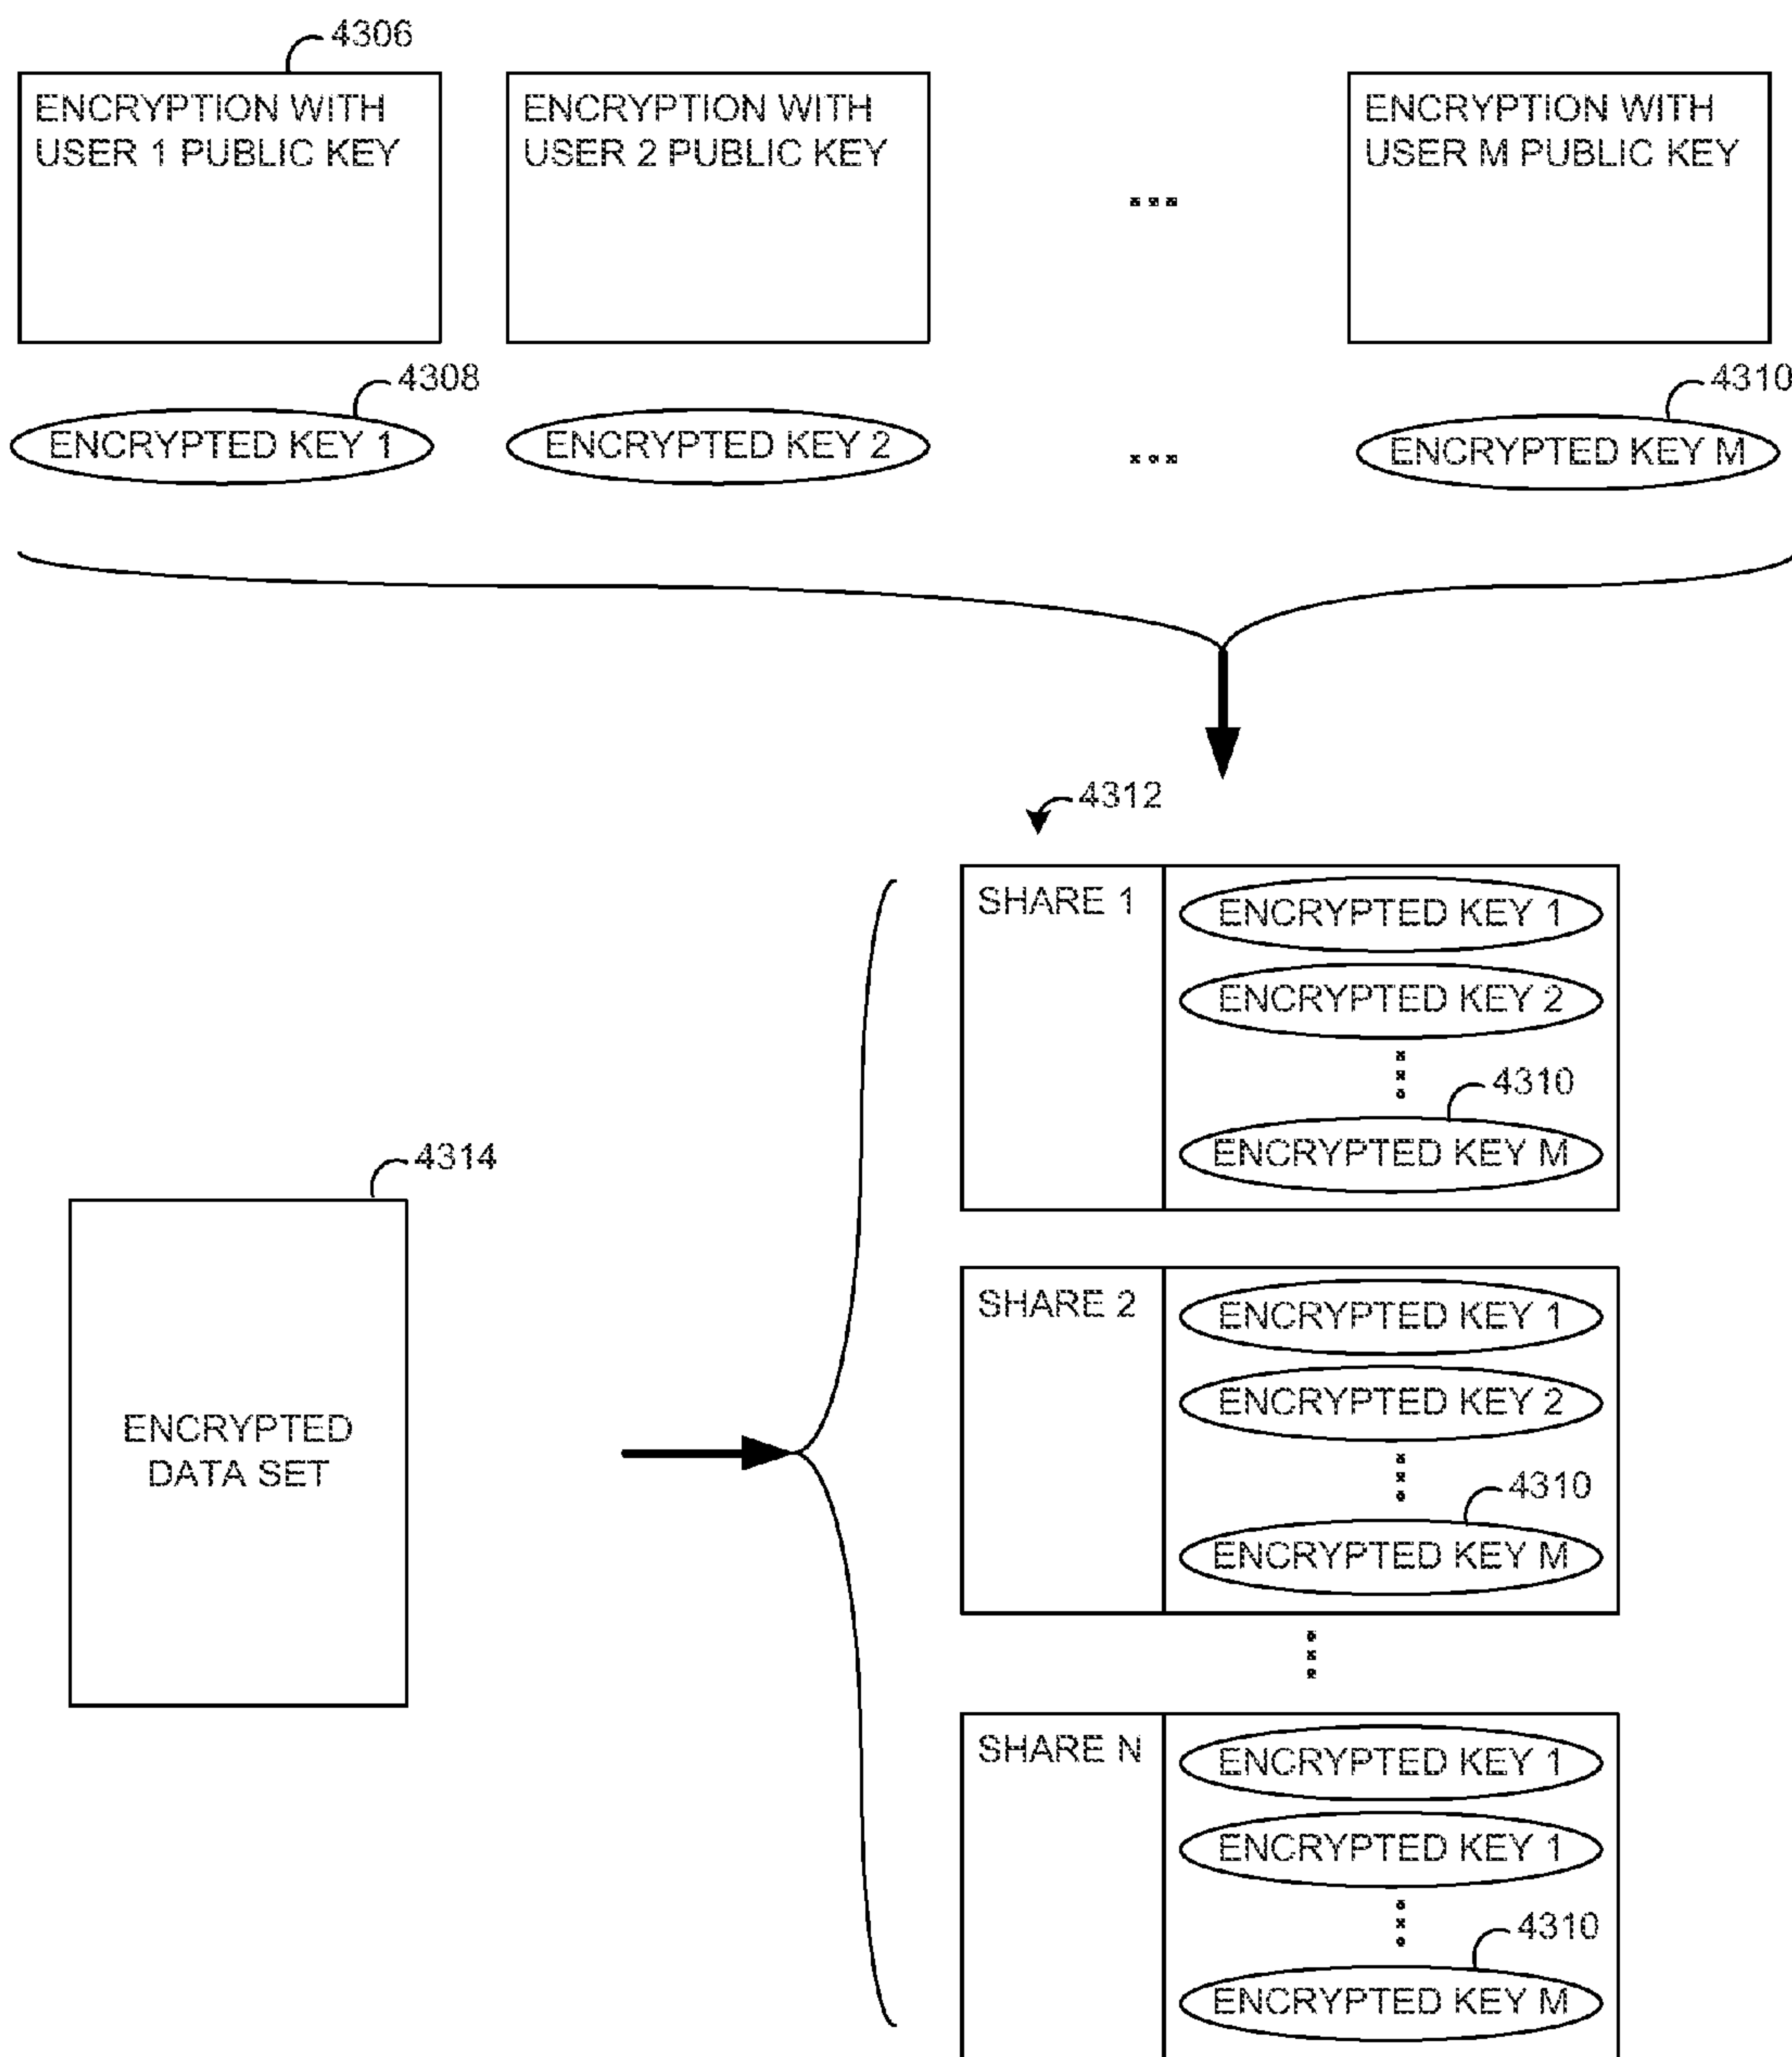 4306
ENCRYPTION WITH
USER 1 PUBLIC KEY
ENCRYPTION WITH
USER 2 PUBLIC KEY
...
ENCRYPTION WITH
USER M PUBLIC KEY
4308
4310
ENCRYPTED KEY 1
ENCRYPTED KEY 2
...
ENCRYPTED KEY M
4312
SHARE 1
ENCRYPTED KEY 1
ENCRYPTED KEY 2
4310
ENCRYPTED KEY M
4314
ENCRYPTED
DATA SET
SHARE 2
ENCRYPTED KEY 1
ENCRYPTED KEY 2
4310
ENCRYPTED KEY M
SHARE N
ENCRYPTED KEY 1
ENCRYPTED KEY 1
4310
ENCRYPTED KEY M